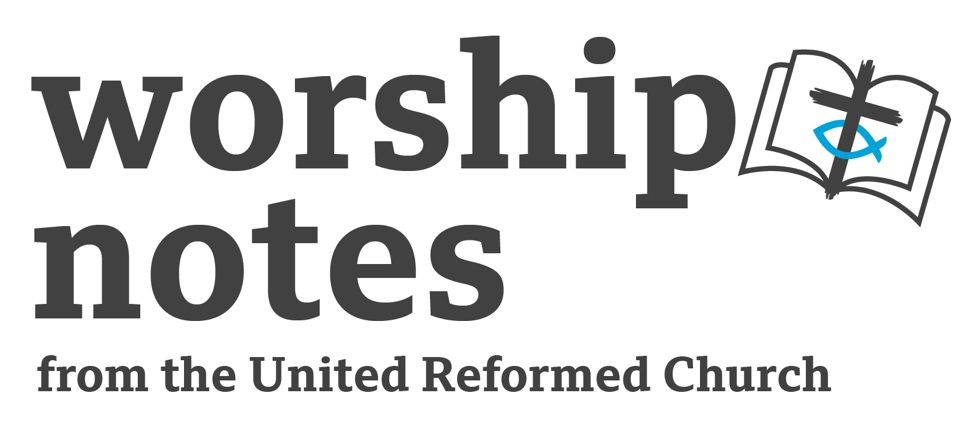 worship
notes
from the United Reformed Church